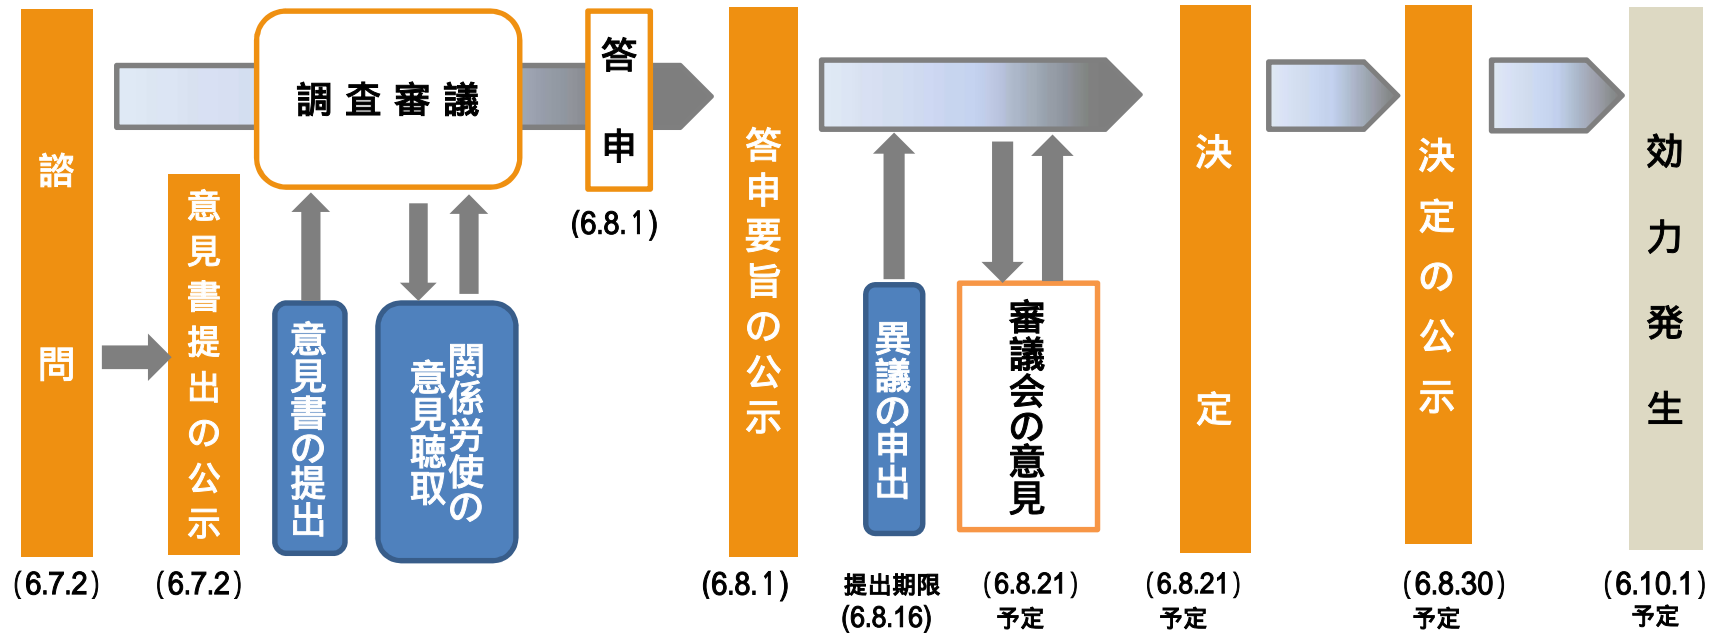 諮問
(6.7.2)
意見書提出の公示
(6.7.2)
調査審議
意見書の提出
関係労使の
意見聴取
答申
(6.8.1)
答申要旨の公示
(6.8.1)
異議の申出
提出期限
(6.8.16)
審議会の意見
(6.8.21)
予定
決定
(6.8.21)
予定
決定の公示
(6.8.30)
予定
効力発生
(6.10.1)
予定